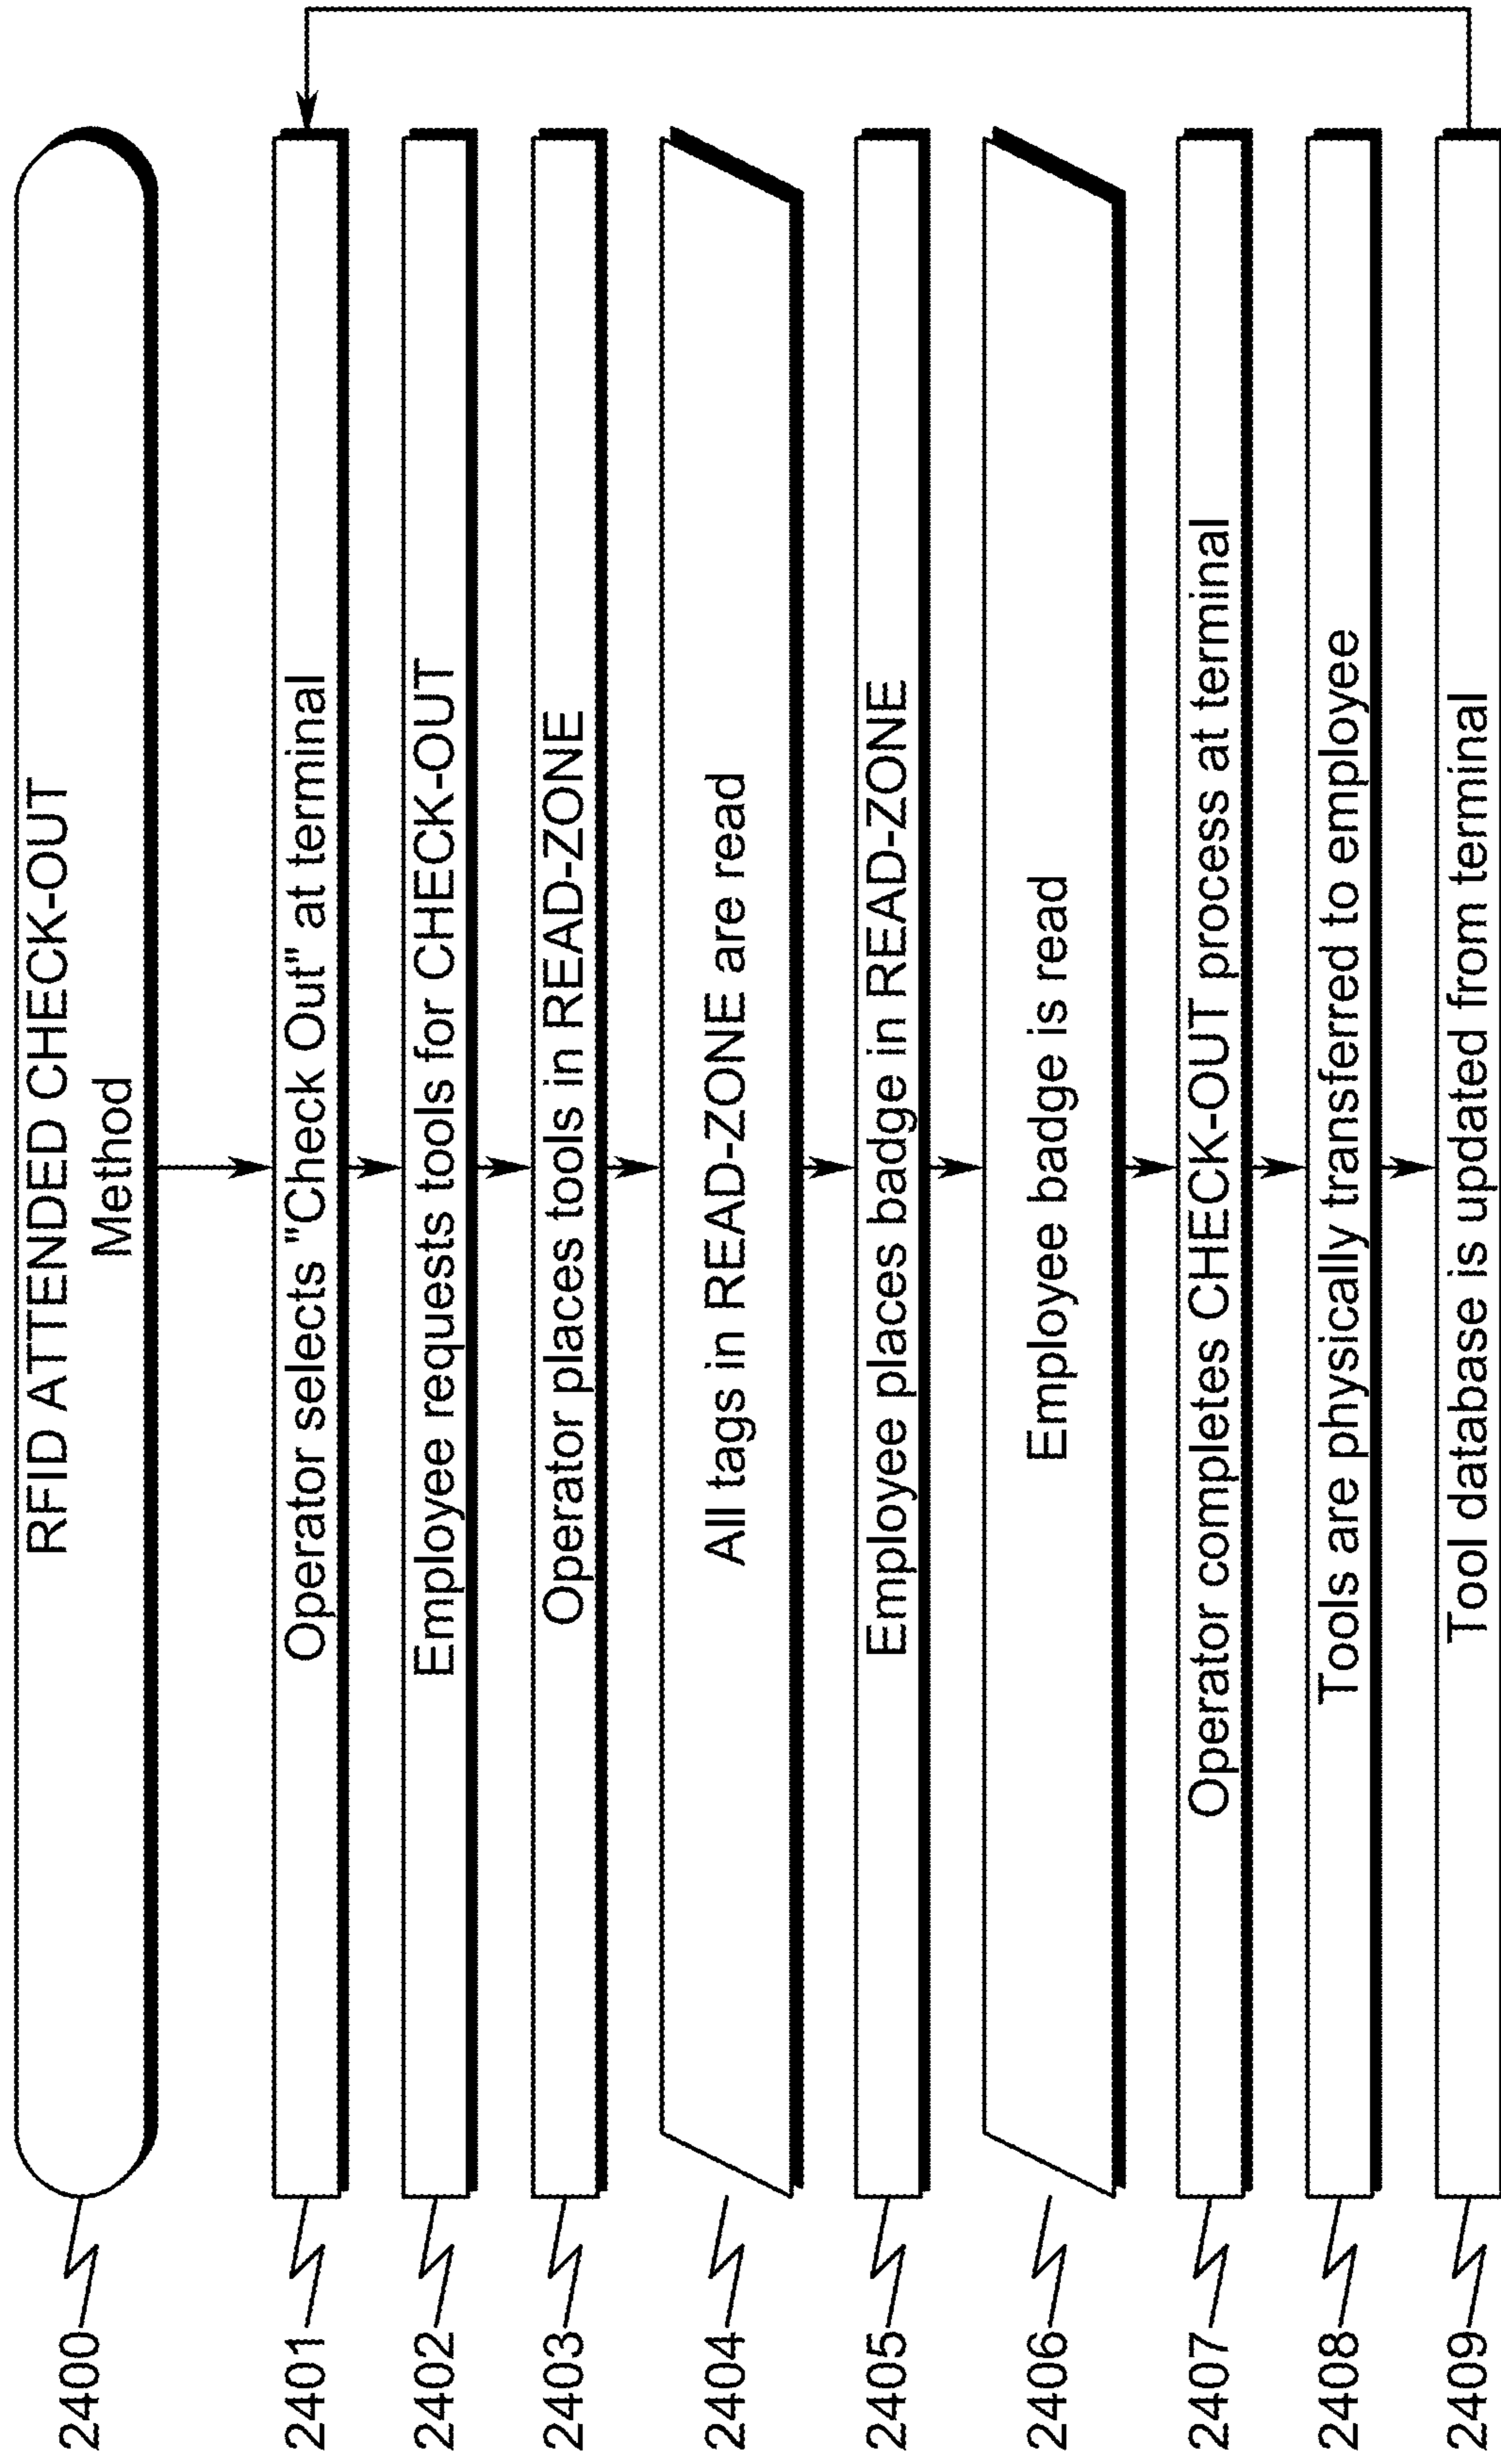 RFID ATTENDED CHECK-OUT
Method
2400
Operator selects "Check Out" at terminal
2401
Employee requests tools for CHECK-OUT
2402
Operator places tools in READ-ZONE
2403
All tags in READ-ZONE are read
2404
Employee places badge in READ-ZONE
2405
Employee badge is read
2406
Operator completes CHECK-OUT process at terminal
2407
Tools are physically transferred to employee
2408
Tool database is updated from terminal
2409